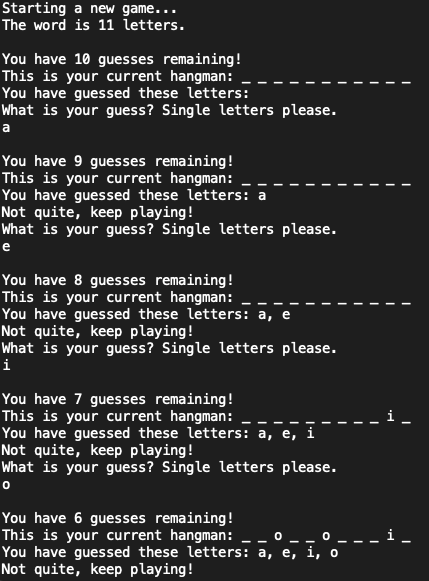 Starting a new game...
The word is 11 letters.
You have 10 guesses remaining!
This is your current hangman: _ _ _ _ _ _ _ _ _ _ _
You have guessed these letters:
What is your guess? Single letters please.
a
You have 9 guesses remaining!
This is your current hangman: _ _ _ _ _ _ _ _ _ _ _
You have guessed these letters: a
Not quite, keep playing!
What is your guess? Single letters please.
e
You have 8 guesses remaining!
This is your current hangman: _ _ _ _ _ _ _ _ _ _ _
You have guessed these letters: a, e
Not quite, keep playing!
What is your guess? Single letters please.
i
You have 7 guesses remaining!
This is your current hangman: _ _ _ _ _ _ _ _ _ i _
You have guessed these letters: a, e, i
Not quite, keep playing!
What is your guess? Single letters please.
o
You have 6 guesses remaining!
This is your current hangman: _ _ o _ _ o _ _ _ i _
You have guessed these letters: a, e, i, o
Not quite, keep playing!